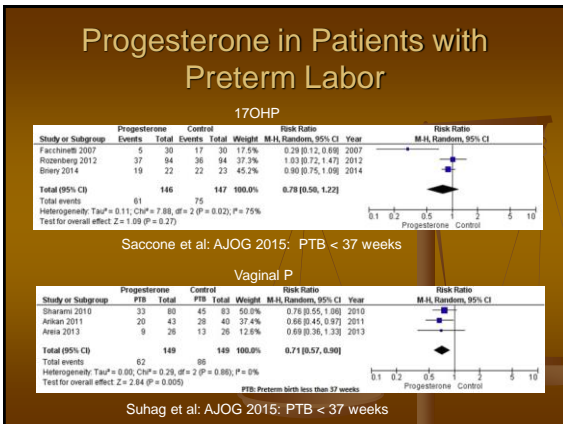 Progesterone in Patients with
Preterm Labor
17OHP
Progesterone Control Risk Ratio Risk Ratio
Study or Subgroup Events Total Events Total Weight M-H, Random, 95% CI Year M-H, Random, 95% CI
Facchinetti 2007 5 30 17 30 17.5% 0.29 [0.12, 0.69] 2007
Rozenberg 2012 37 94 36 94 37.3% 1.03 [0.72, 1.47] 2012
Briery 2014 19 22 22 23 45.2% 0.90 [0.75, 1.09] 2014
Total (95% CI) 146 147 100.0% 0.78 [0.50, 1.22]
Total events 61 75
Heterogeneity: Tau² = 0.11; Chi² = 7.88, df = 2 (P = 0.02); I² = 75%
Test for overall effect: Z = 1.09 (P = 0.27)
0.1 0.2 0.5 1 2 5 10
Progesterone Control
Saccone et al: AJOG 2015: PTB < 37 weeks
Vaginal P
Progesterone Control Risk Ratio Risk Ratio
Study or Subgroup PTB Total PTB Total Weight M-H, Random, 95% CI Year M-H, Random, 95% CI
Sharami 2010 33 80 45 83 50.0% 0.76 [0.55, 1.06] 2010
Arikan 2011 20 43 28 40 37.4% 0.66 [0.45, 0.97] 2011
Areia 2013 9 26 13 26 12.6% 0.69 [0.36, 1.33] 2013
Total (95% CI) 149 149 100.0% 0.71 [0.57, 0.90]
Total events 62 86
Heterogeneity: Tau² = 0.00; Chi² = 0.29, df = 2 (P = 0.86); I² = 0%
Test for overall effect: Z = 2.84 (P = 0.005)
PTB: Preterm birth less than 37 weeks
0.1 0.2 0.5 1 2 5 10
Progesterone Control
Suhag et al: AJOG 2015: PTB < 37 weeks